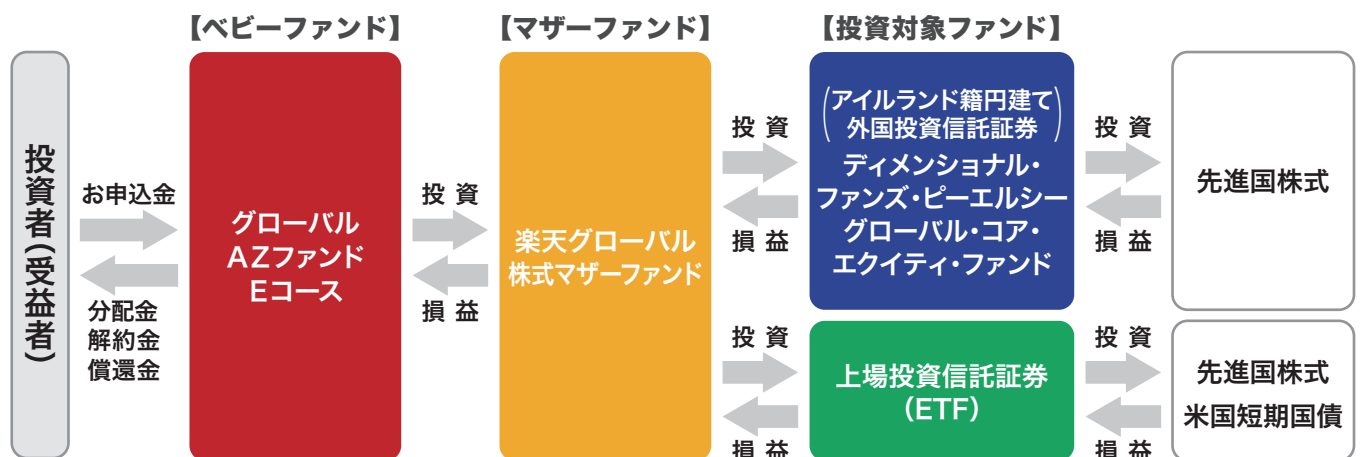 【ベビーファンド】
【マザーファンド】
【投資対象ファンド】
投資者(受益者)
お申込金
分配金
解約金
償還金
グローバル
AZファンド
Eコース
投 資
損 益
楽天グローバル
株式マザーファンド
投 資
損 益
(アイルランド籍円建て
外国投資信託証券)
ディメンショナル・
ファンズ・ピーエルシー
グローバル・コア・
エクイティ・ファンド
投 資
損 益
先進国株式
投 資
損 益
上場投資信託証券
(ETF)
投 資
損 益
先進国株式
米国短期国債